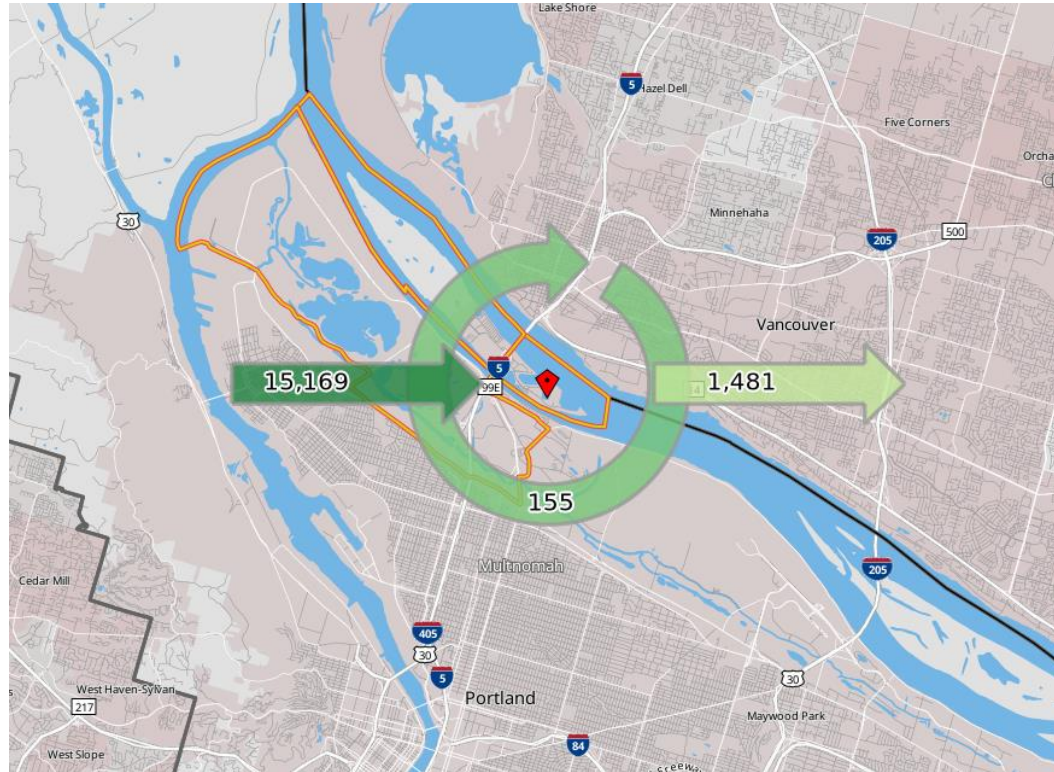 Lake Shore
5
Hazel Dell
Five Corners
Orcha
30
Minnehaha
500
205
Vancouver
5
99E
15,169
1,481
155
Multnomah
205
Cedar Mill
405
30
5
West Haven-Sylvan
217
Portland
30
Maywood Park
West Slope
84
Freeway